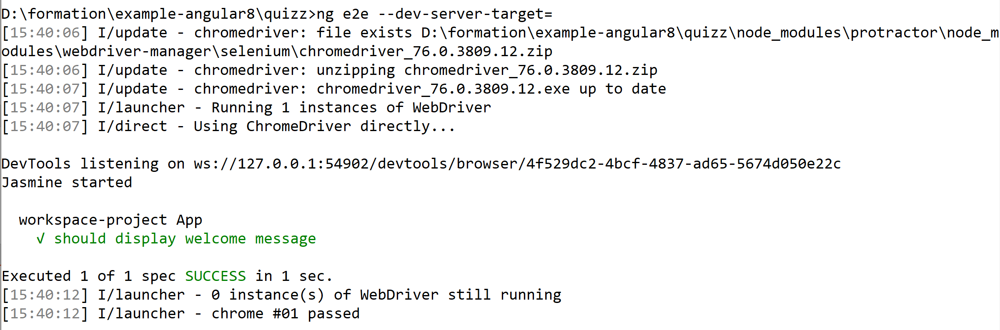 D:\formation\example-angular8\quizz>ng e2e --dev-server-target=
[15:40:06] I/update - chromedriver: file exists D:\formation\example-angular8\quizz\node_modules\protractor\node_m
odules\webdriver-manager\selenium\chromedriver_76.0.3809.12.zip
[15:40:06] I/update - chromedriver: unzipping chromedriver_76.0.3809.12.zip
[15:40:07] I/update - chromedriver: chromedriver_76.0.3809.12.exe up to date
[15:40:07] I/launcher - Running 1 instances of WebDriver
[15:40:07] I/direct - Using ChromeDriver directly...
DevTools listening on ws://127.0.0.1:54902/devtools/browser/4f529dc2-4bcf-4837-ad65-5674d050e22c
Jasmine started
workspace-project App
√ should display welcome message
Executed 1 of 1 spec SUCCESS in 1 sec.
[15:40:12] I/launcher - 0 instance(s) of WebDriver still running
[15:40:12] I/launcher - chrome #01 passed